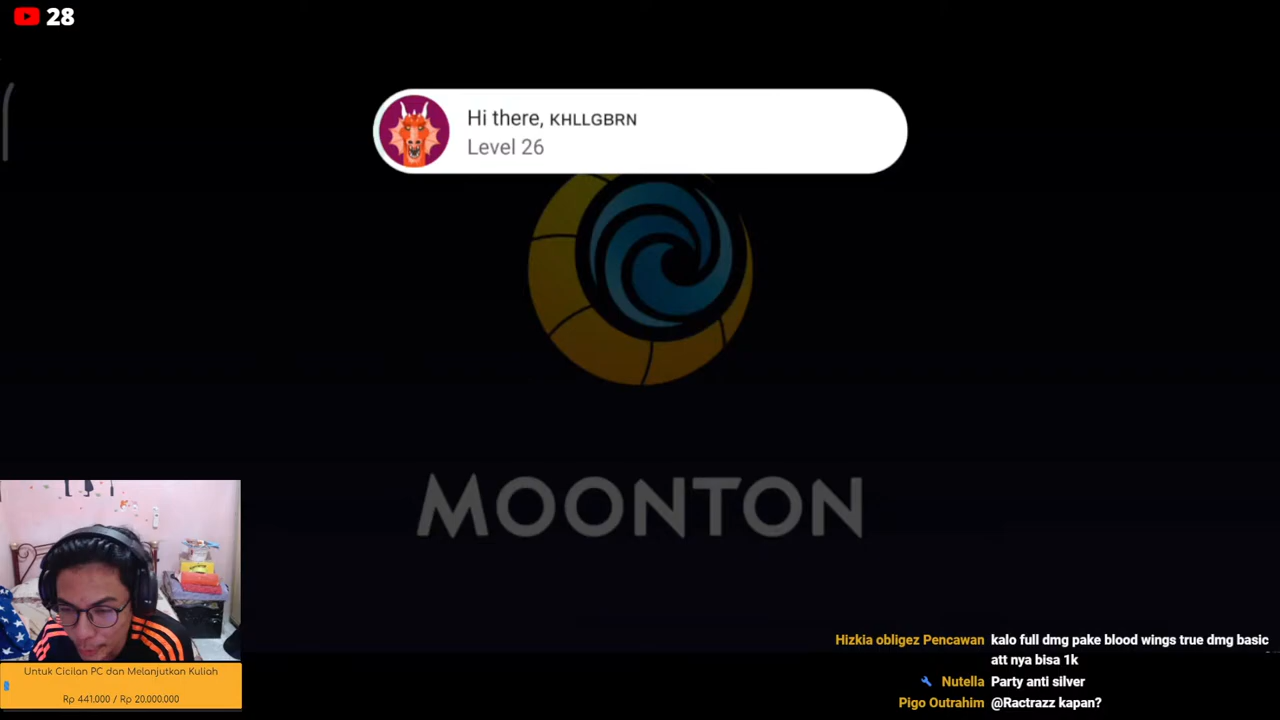 28
Hi there, KHLLGBRN
Level 26
MOONTON
Untuk Cicilan PC dan Melanjutkan Kuliah
Rp 441.000 / Rp 20.000.000
Hizkia obligez Pencawan kalo full dmg pake blood wings true dmg basic
att nya bisa 1k
Nutella Party anti silver
Pigo Outrahim @Ractrazz kapan?